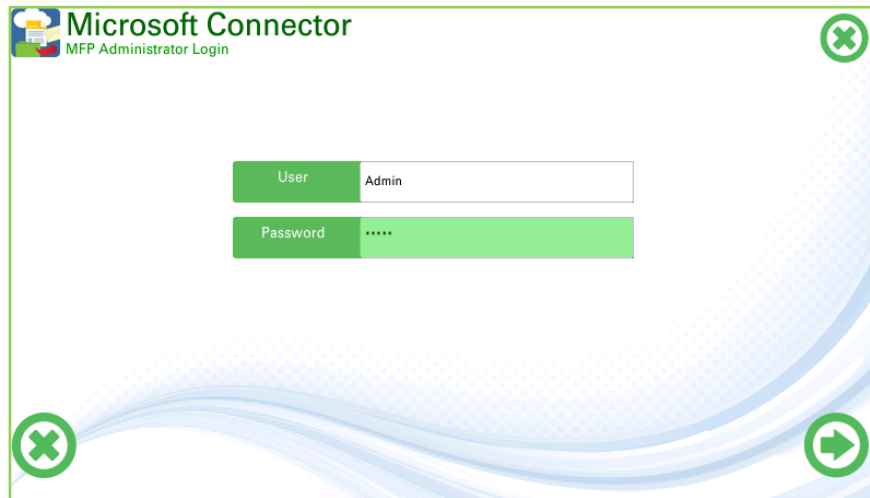 Microsoft Connector
MFP Administrator Login
User
Admin
Password
*****